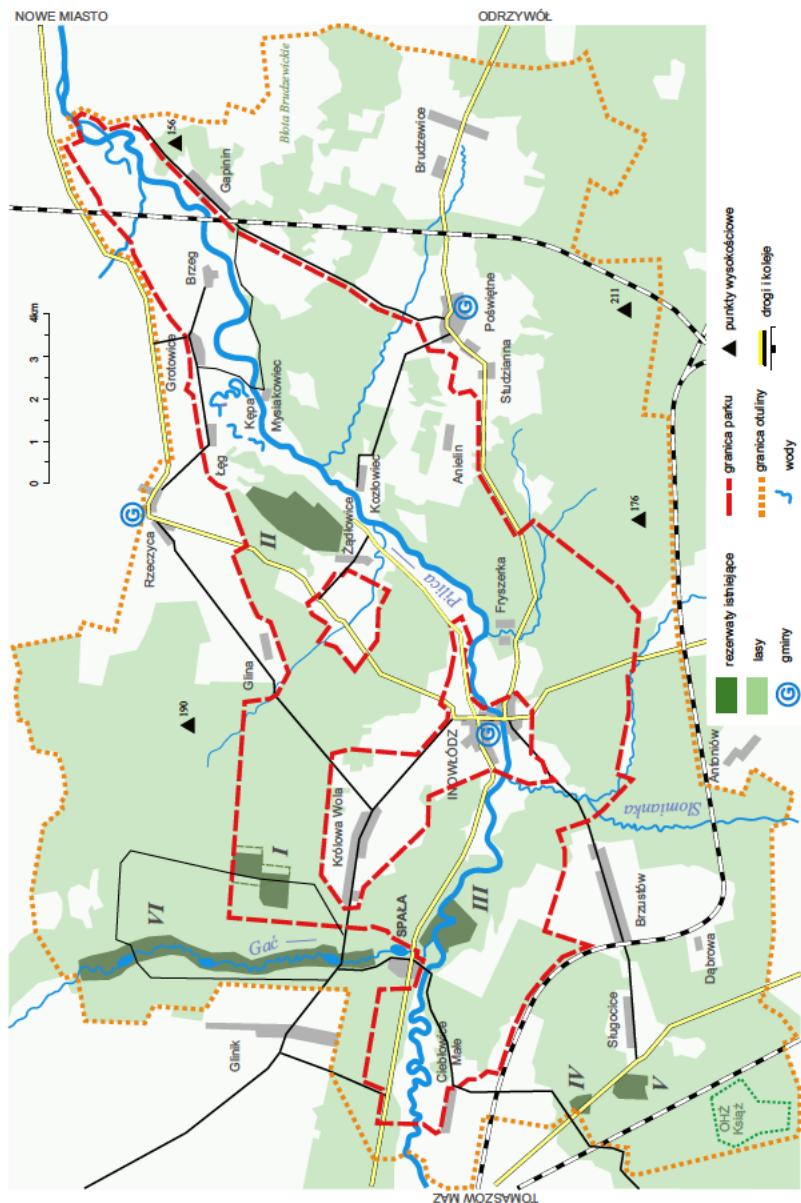 NOWE MIASTO
ODRZYWÓŁ
Błota Brudzewickie
156
Gapinin
Brudzewice
Brzeg
Grotowice
Poświętne
G
Studzianna
211
0 1 2 3 4km
Kępa
Mysiakowiec
Łęg
Anielin
Kozłowiec
G
Rzeczyca
II
Żądłowice
Pilica
176
Fryszerka
Glina
190
G
INOWŁÓDZ
Antoniów
Królowa Wola
Słomianka
I
III
Brzustów
VI
Gać
SPAŁA
Dąbrowa
Glinik
Ciebłowice
Małe
Sługocice
IV
V
OHŻ
Książ
TOMASZÓW MAZ
rezerwaty istniejące
lasy
G gminy
granica parku
granica otuliny
wody
punkty wysokościowe
drogi i koleje